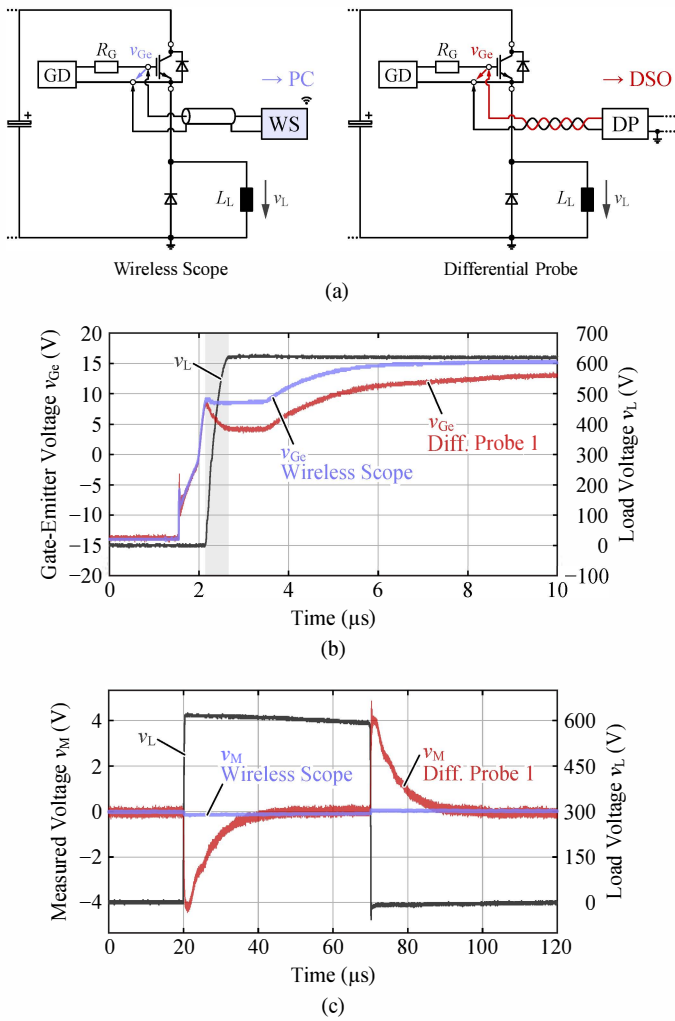 R_G
v_Ge
GD
→ PC
WS
L_L
v_L
Wireless Scope
R_G
v_Ge
GD
→ DSO
DP
L_L
v_L
Differential Probe
(a)
Gate-Emitter Voltage v_Ge (V)
20
15
10
5
0
−5
−10
−15
−20
v_L
v_Ge
Wireless Scope
v_Ge
Diff. Probe 1
700
600
500
400
300
200
100
0
−100
Load Voltage v_L (V)
0
2
4
6
8
10
Time (µs)
(b)
Measured Voltage v_M (V)
4
2
0
−2
−4
v_L
v_M
Wireless Scope
v_M
Diff. Probe 1
600
450
300
150
0
Load Voltage v_L (V)
0
20
40
60
80
100
120
Time (µs)
(c)